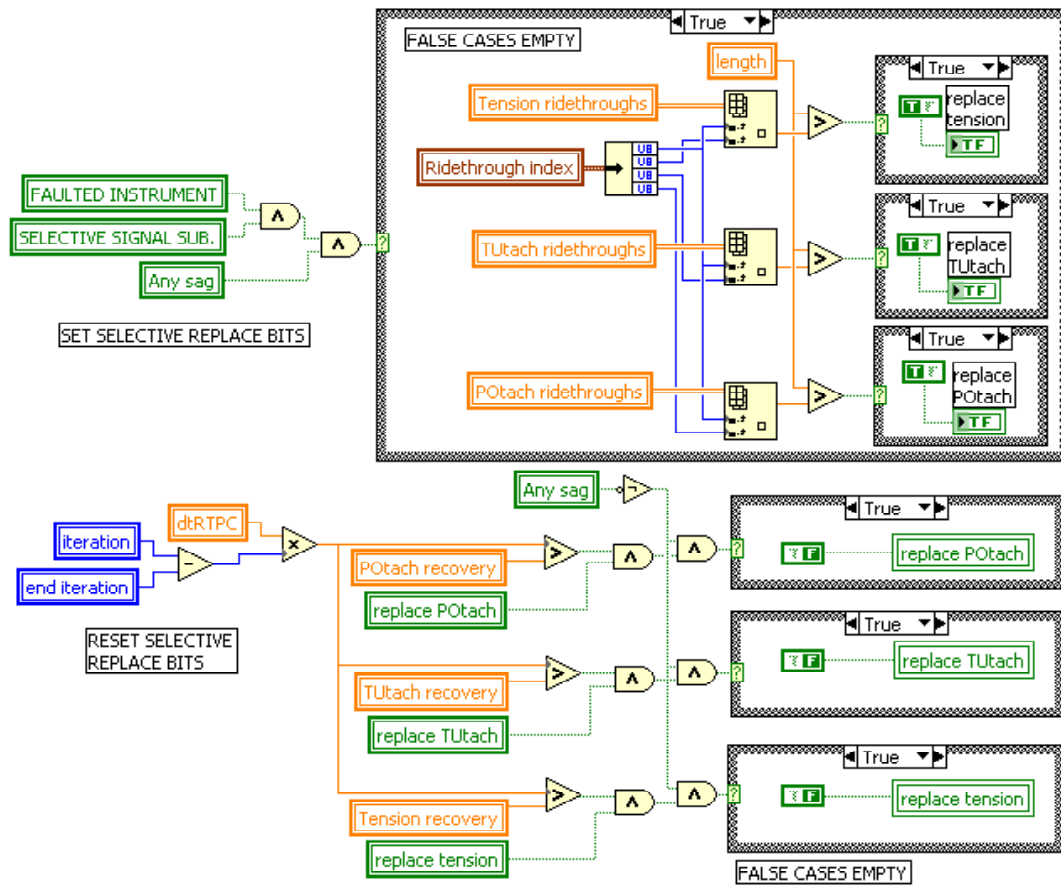 True
FALSE CASES EMPTY
length
True
Tension ridethroughs
T
replace
tension
TF
U8
U8
U8
U8
Ridethrough index
FAULTED INSTRUMENT
SELECTIVE SIGNAL SUB.
Any sag
True
TUtach ridethroughs
T
replace
TUtach
TF
SET SELECTIVE REPLACE BITS
True
POtach ridethroughs
T
replace
POtach
TF
Any sag
dtRTPC
iteration
end iteration
POtach recovery
replace POtach
True
F
replace POtach
RESET SELECTIVE
REPLACE BITS
TUtach recovery
replace TUtach
True
F
replace TUtach
Tension recovery
replace tension
True
F
replace tension
FALSE CASES EMPTY